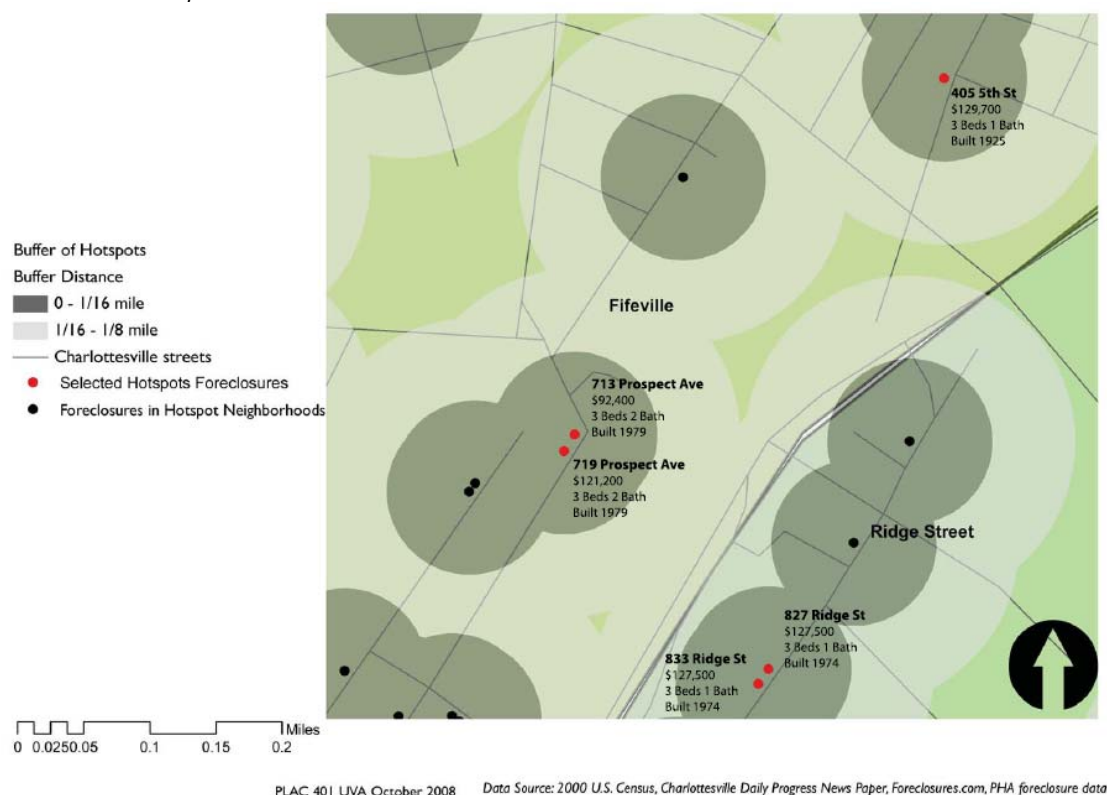 405 5th St
$129,700
3 Beds 1 Bath
Built 1925
Buffer of Hotspots
Buffer Distance
0 - 1/16 mile
1/16 - 1/8 mile
Charlottesville streets
Selected Hotspots Foreclosures
Foreclosures in Hotspot Neighborhoods
Fifeville
713 Prospect Ave
$92,400
3 Beds 2 Bath
Built 1979
719 Prospect Ave
$121,200
3 Beds 2 Bath
Built 1979
Ridge Street
827 Ridge St
$127,500
3 Beds 1 Bath
Built 1974
833 Ridge St
$127,500
3 Beds 1 Bath
Built 1974
Miles
0 0.0250.05 0.1 0.15 0.2
PLAC 401 UVA October 2008 Data Source: 2000 U.S. Census, Charlottesville Daily Progress News Paper, Foreclosures.com, PHA foreclosure data